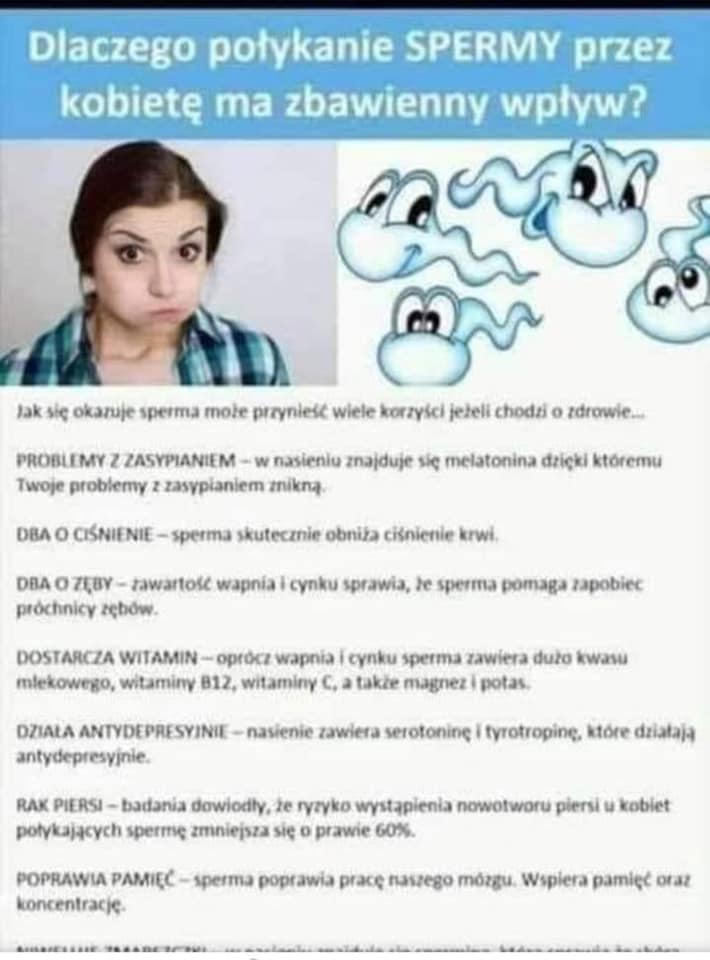 Dlaczego połykanie SPERMY przez
kobietę ma zbawienny wpływ?
Jak się okazuje sperma może przynieść wiele korzyści jeżeli chodzi o zdrowie...
PROBLEMY Z ZASYPIANIEM – w nasieniu znajduje się melatonina dzięki któremu
Twoje problemy z zasypianiem znikną.
DBA O CIŚNIENIE – sperma skutecznie obniża ciśnienie krwi.
DBA O ZĘBY – zawartość wapnia i cynku sprawia, że sperma pomaga zapobiec
próchnicy zębów.
DOSTARCZA WITAMIN – oprócz wapnia i cynku sperma zawiera dużo kwasu
mlekowego, witaminy B12, witaminy C, a także magnez i potas.
DZIAŁA ANTYDEPRESYJNIE – nasienie zawiera serotoninę i tyrotropinę, które działają
antydepresyjnie.
RAK PIERSI – badania dowiodły, że ryzyko wystąpienia nowotworu piersi u kobiet
połykających spermę zmniejsza się o prawie 60%.
POPRAWIA PAMIĘĆ – sperma poprawia pracę naszego mózgu. Wspiera pamięć oraz
koncentrację.